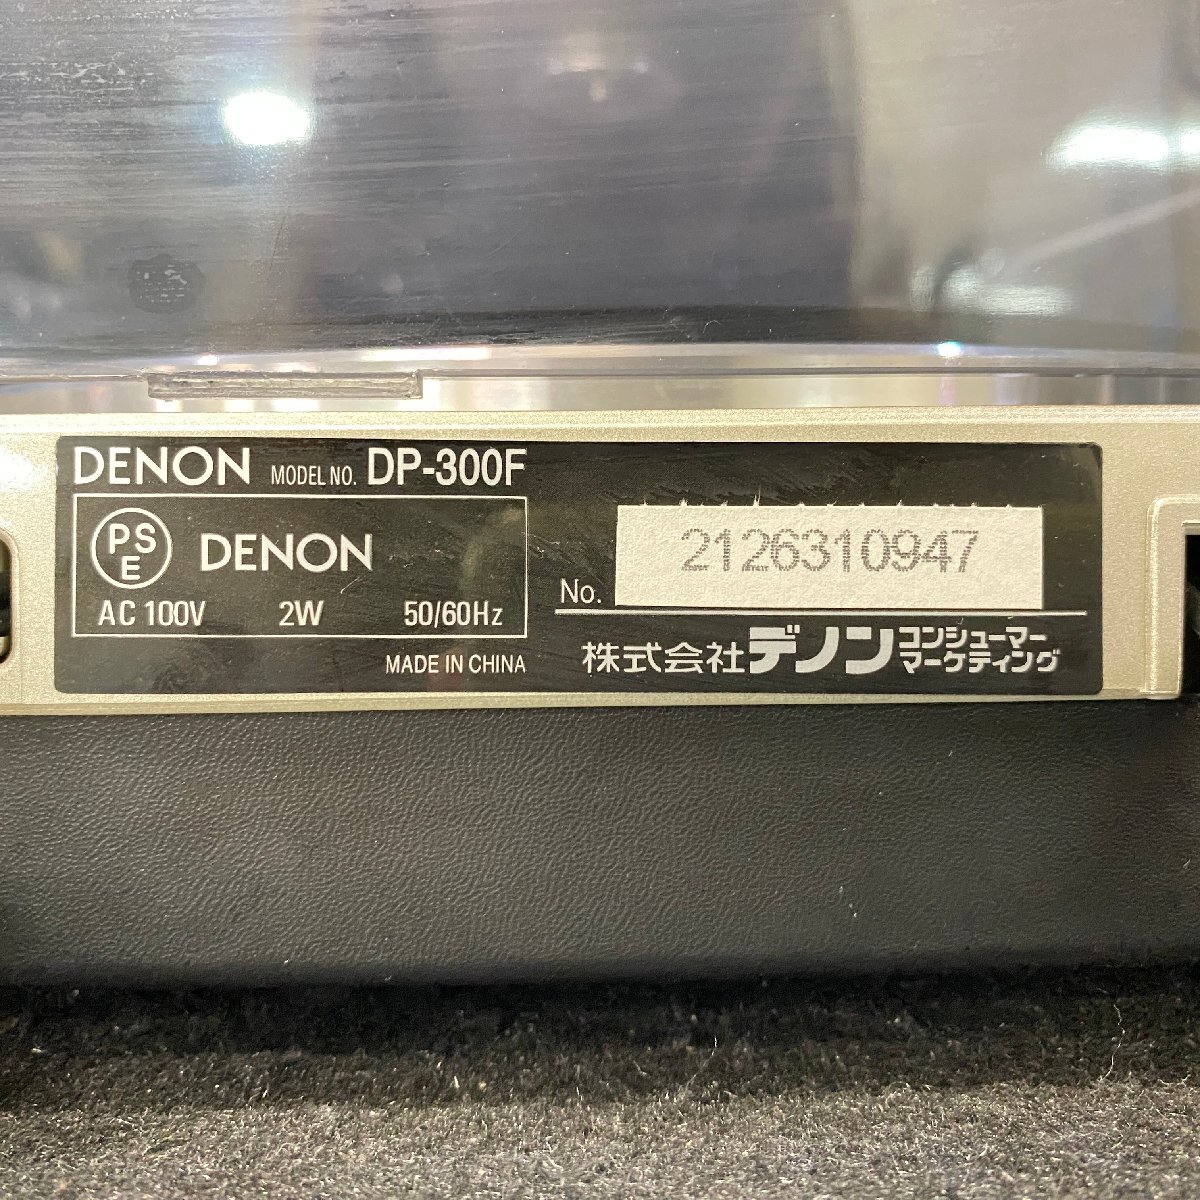 DENON MODEL NO. DP-300F
PSE DENON
AC 100V 2W 50/60Hz
MADE IN CHINA
No. 2126310947
株式会社デノン コンシューマー
マーケティング